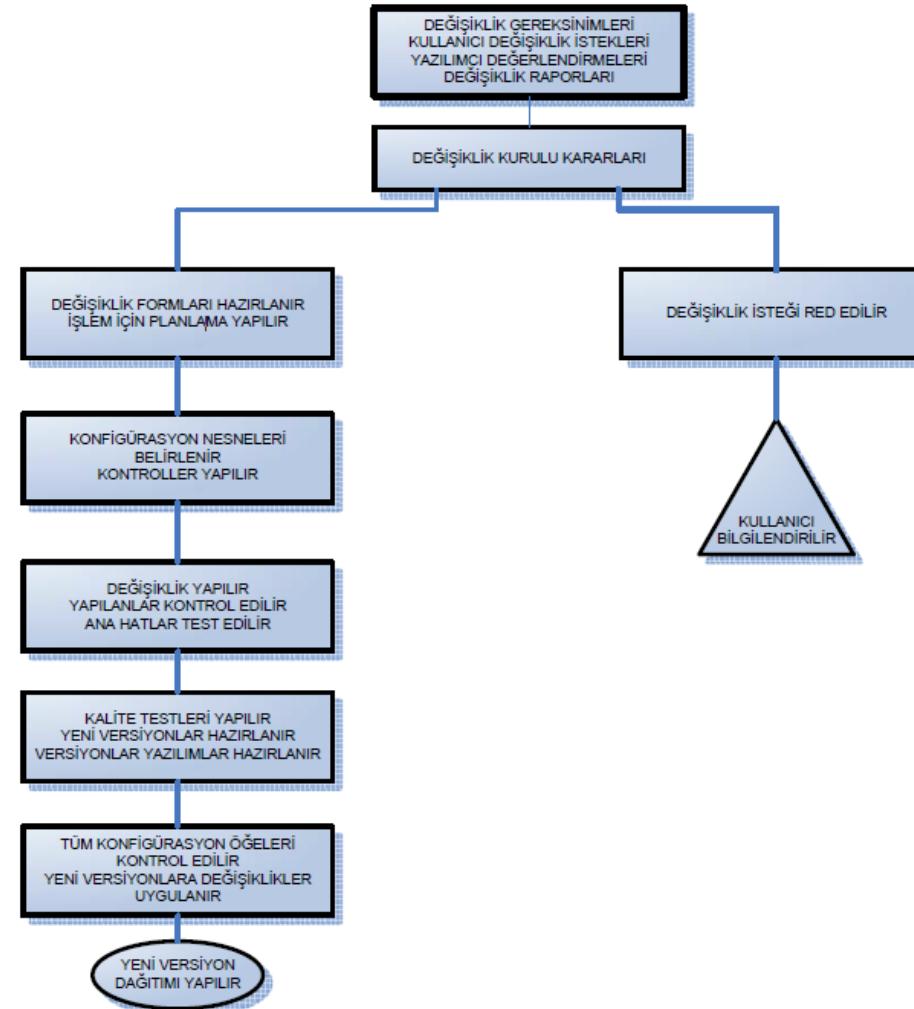 DEĞİŞİKLİK GEREKSİNİMLERİ
KULLANICI DEĞİŞİKLİK İSTEKLERİ
YAZILIMCI DEĞERLENDİRMELERİ
DEĞİŞİKLİK RAPORLARI
DEĞİŞİKLİK KURULU KARARLARI
DEĞİŞİKLİK FORMLARI HAZIRLANIR
İŞLEM İÇİN PLANLAMA YAPILIR
DEĞİŞİKLİK İSTEĞİ RED EDİLİR
KONFİGÜRASYON NESNELERİ
BELİRLENİR
KONTROLLER YAPILIR
KULLANICI
BİLGİLENDİRİLİR
DEĞİŞİKLİK YAPILIR
YAPILANLAR KONTROL EDİLİR
ANA HATLAR TEST EDİLİR
KALİTE TESTLERİ YAPILIR
YENİ VERSİYONLAR HAZIRLANIR
VERSİYONLAR YAZILIMLAR HAZIRLANIR
TÜM KONFİGÜRASYON ÖĞELERİ
KONTROL EDİLİR
YENİ VERSİYONLARA DEĞİŞİKLİKLER
UYGULANIR
YENİ VERSİYON
DAĞITIMI YAPILIR